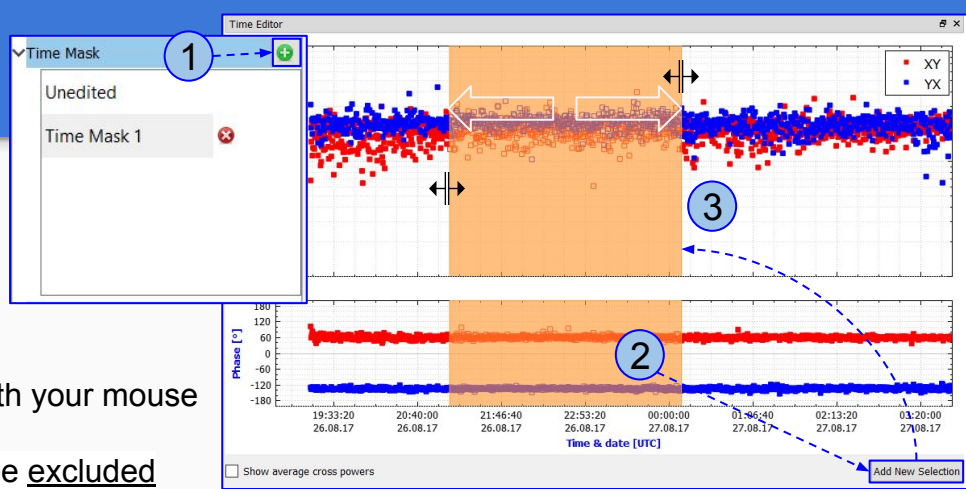 Time Editor
Time Mask
1
Unedited
Time Mask 1
XY
YX
3
180
120
60
0
-60
-120
-180
Phase [º]
2
19:33:20 20:40:00 21:46:40 22:53:20 00:00:00 01:06:40 02:13:20 03:20:00
26.08.17 26.08.17 26.08.17 26.08.17 27.08.17 27.08.17 27.08.17 27.08.17
Time & date [UTC]
Show average cross powers
Add New Selection
th your mouse
e excluded